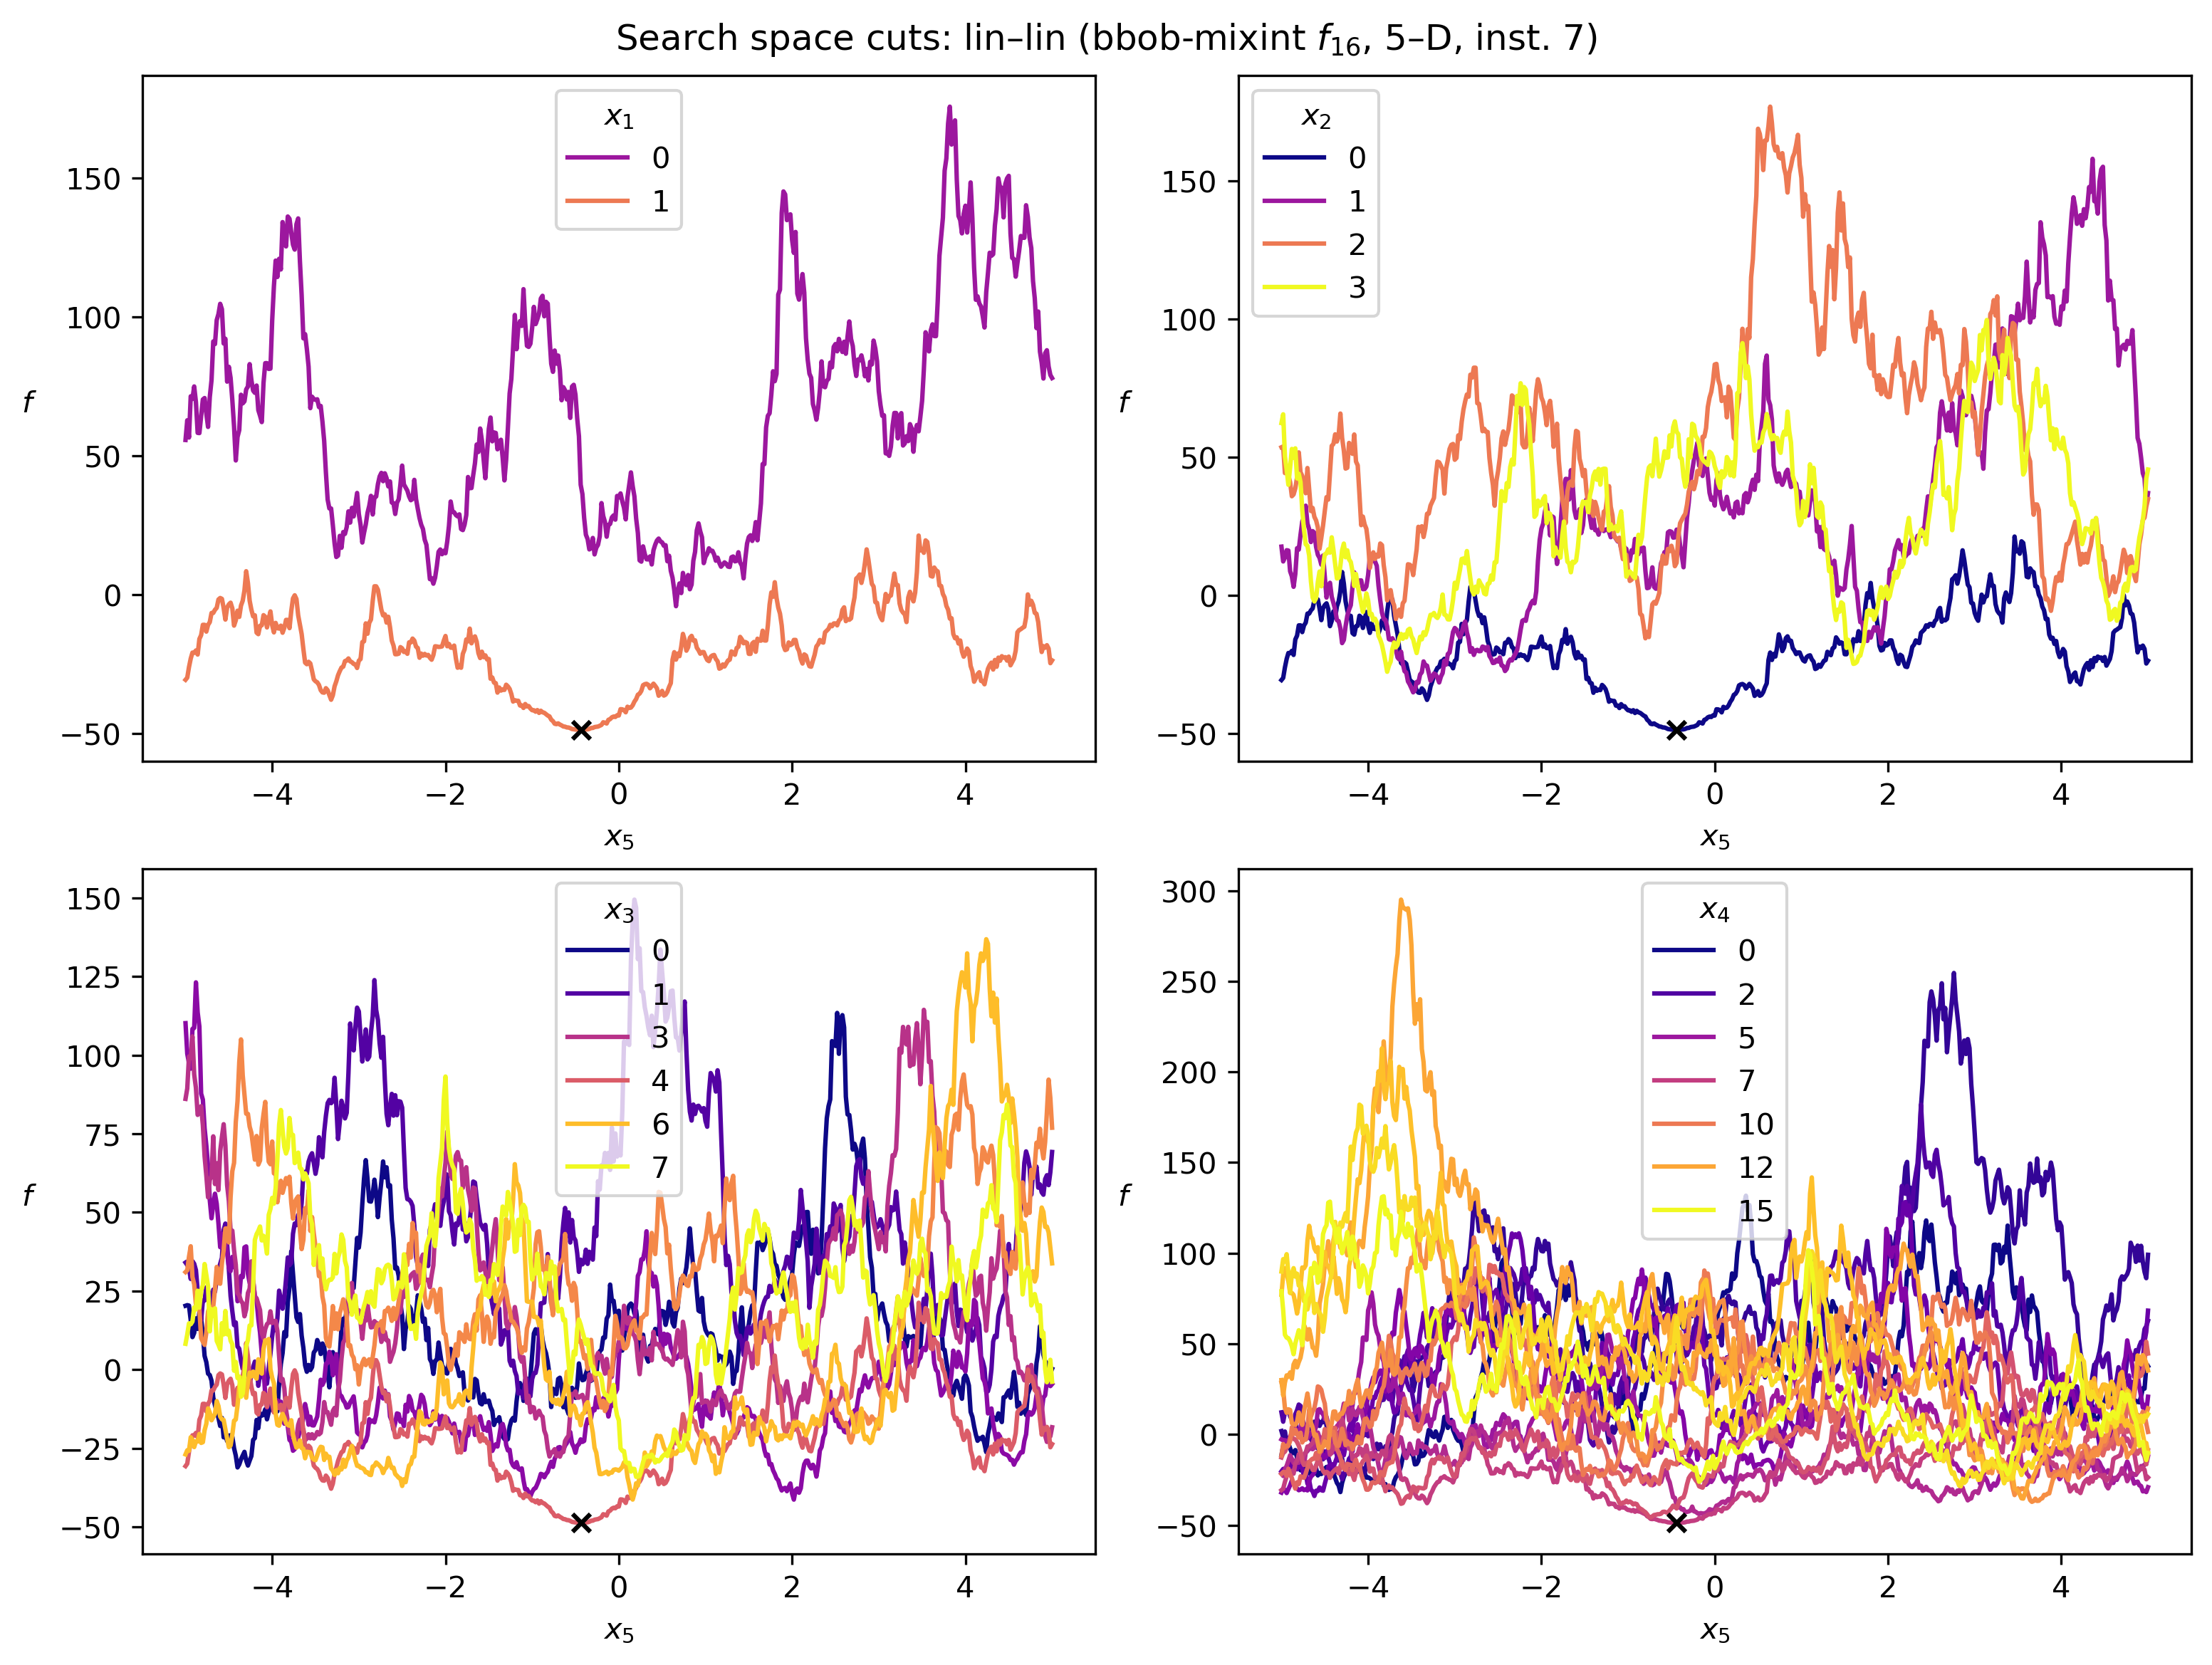 Search space cuts: lin–lin (bbob-mixint f16, 5–D, inst. 7)
x1
0
1
f
150
100
50
0
−50
−4 −2 0 2 4
x5
x2
0
1
2
3
f
150
100
50
0
−50
−4 −2 0 2 4
x5
x3
0
1
3
4
6
7
f
150
125
100
75
50
25
0
−25
−50
−4 −2 0 2 4
x5
x4
0
2
5
7
10
12
15
f
300
250
200
150
100
50
0
−50
−4 −2 0 2 4
x5